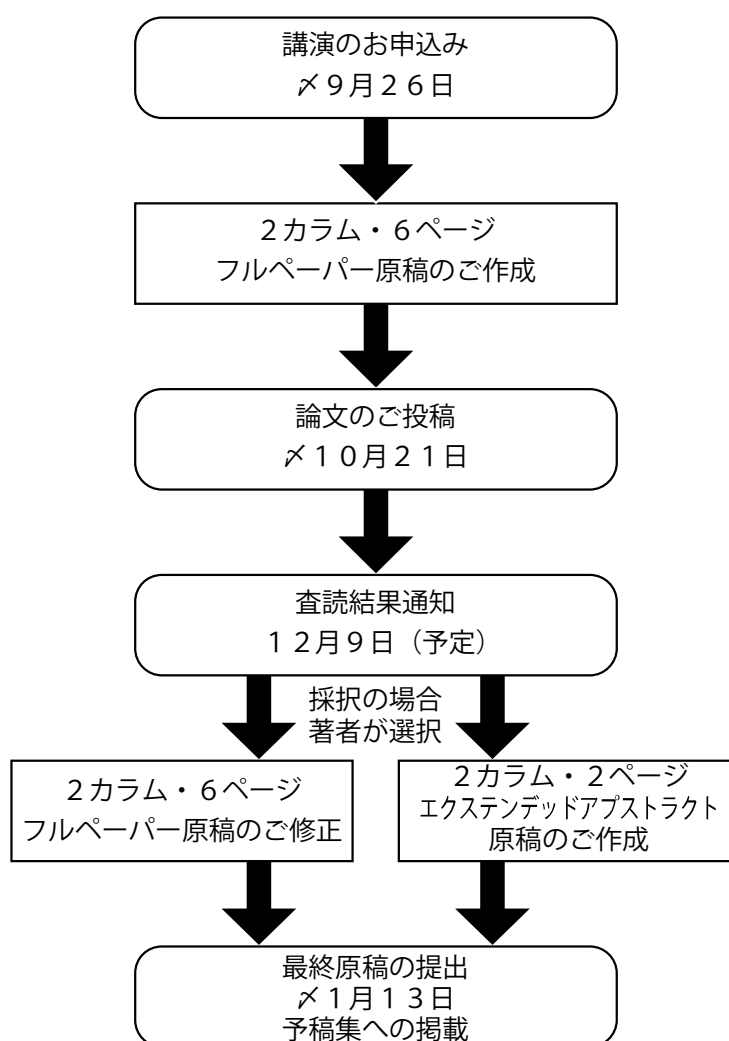 講演のお申込み
〆９月２６日
２カラム・６ページ
フルペーパー原稿のご作成
論文のご投稿
〆１０月２１日
査読結果通知
１２月９日（予定）
採択の場合
著者が選択
２カラム・６ページ
フルペーパー原稿のご修正
２カラム・２ページ
エクステンデッドアブストラクト
原稿のご作成
最終原稿の提出
〆１月１３日
予稿集への掲載